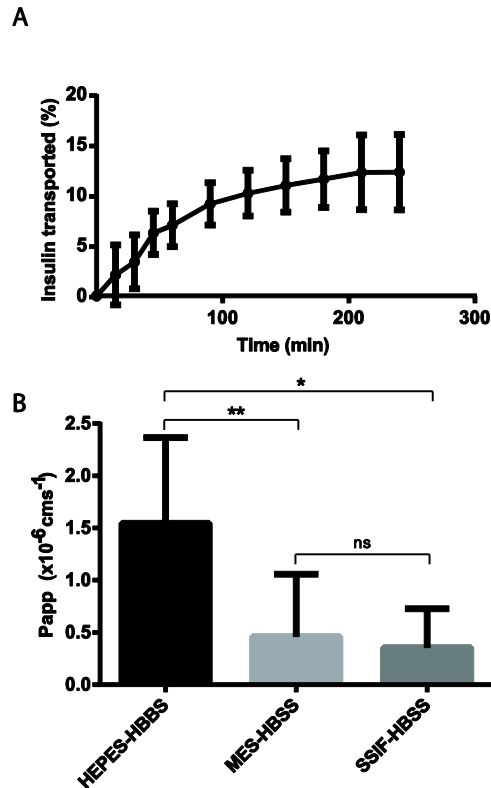 A
Insulin transported (%)
20
15
10
5
0
100
200
300
Time (min)
B
*
**
ns
Papp (x10-6cms-1)
2.5
2.0
1.5
1.0
0.5
0.0
HEPES-HBBS
MES-HBSS
SSIF-HBSS